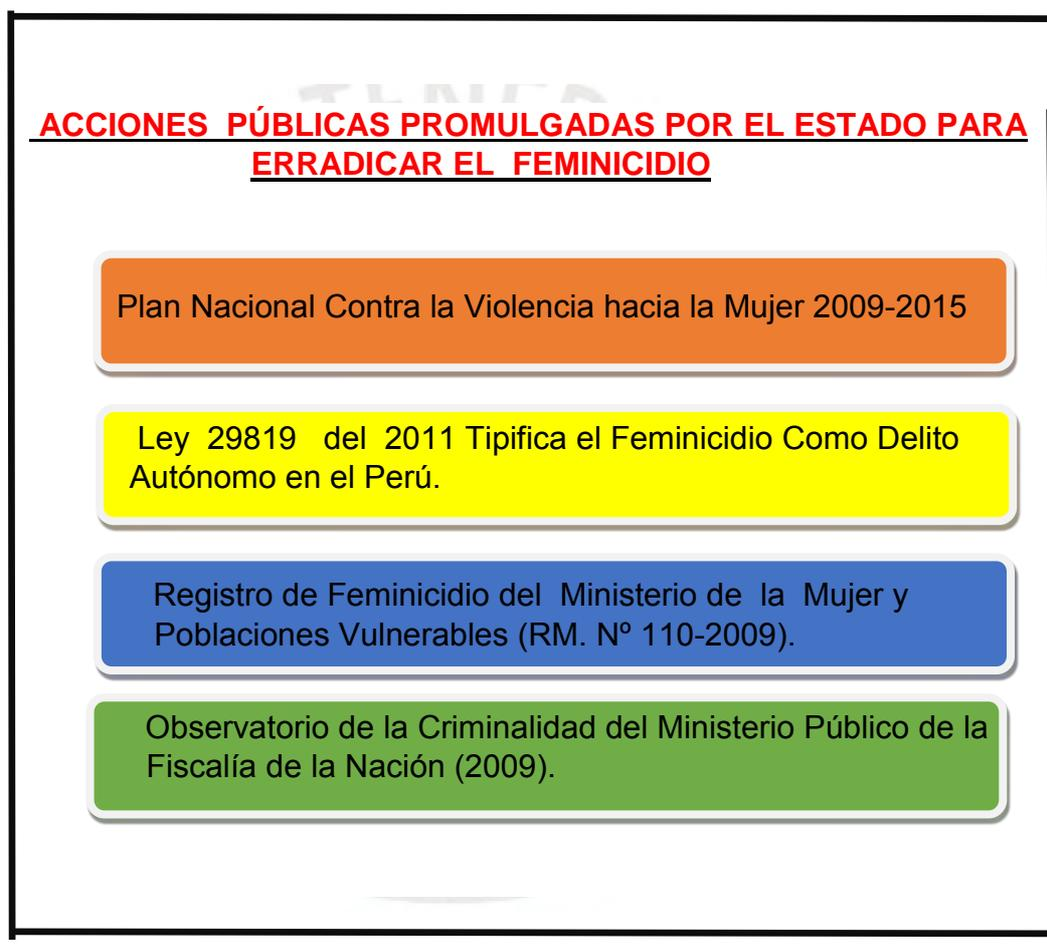 ACCIONES PÚBLICAS PROMULGADAS POR EL ESTADO PARA
ERRADICAR EL FEMINICIDIO
Plan Nacional Contra la Violencia hacia la Mujer 2009-2015
Ley 29819 del 2011 Tipifica el Feminicidio Como Delito
Autónomo en el Perú.
Registro de Feminicidio del Ministerio de la Mujer y
Poblaciones Vulnerables (RM. Nº 110-2009).
Observatorio de la Criminalidad del Ministerio Público de la
Fiscalía de la Nación (2009).